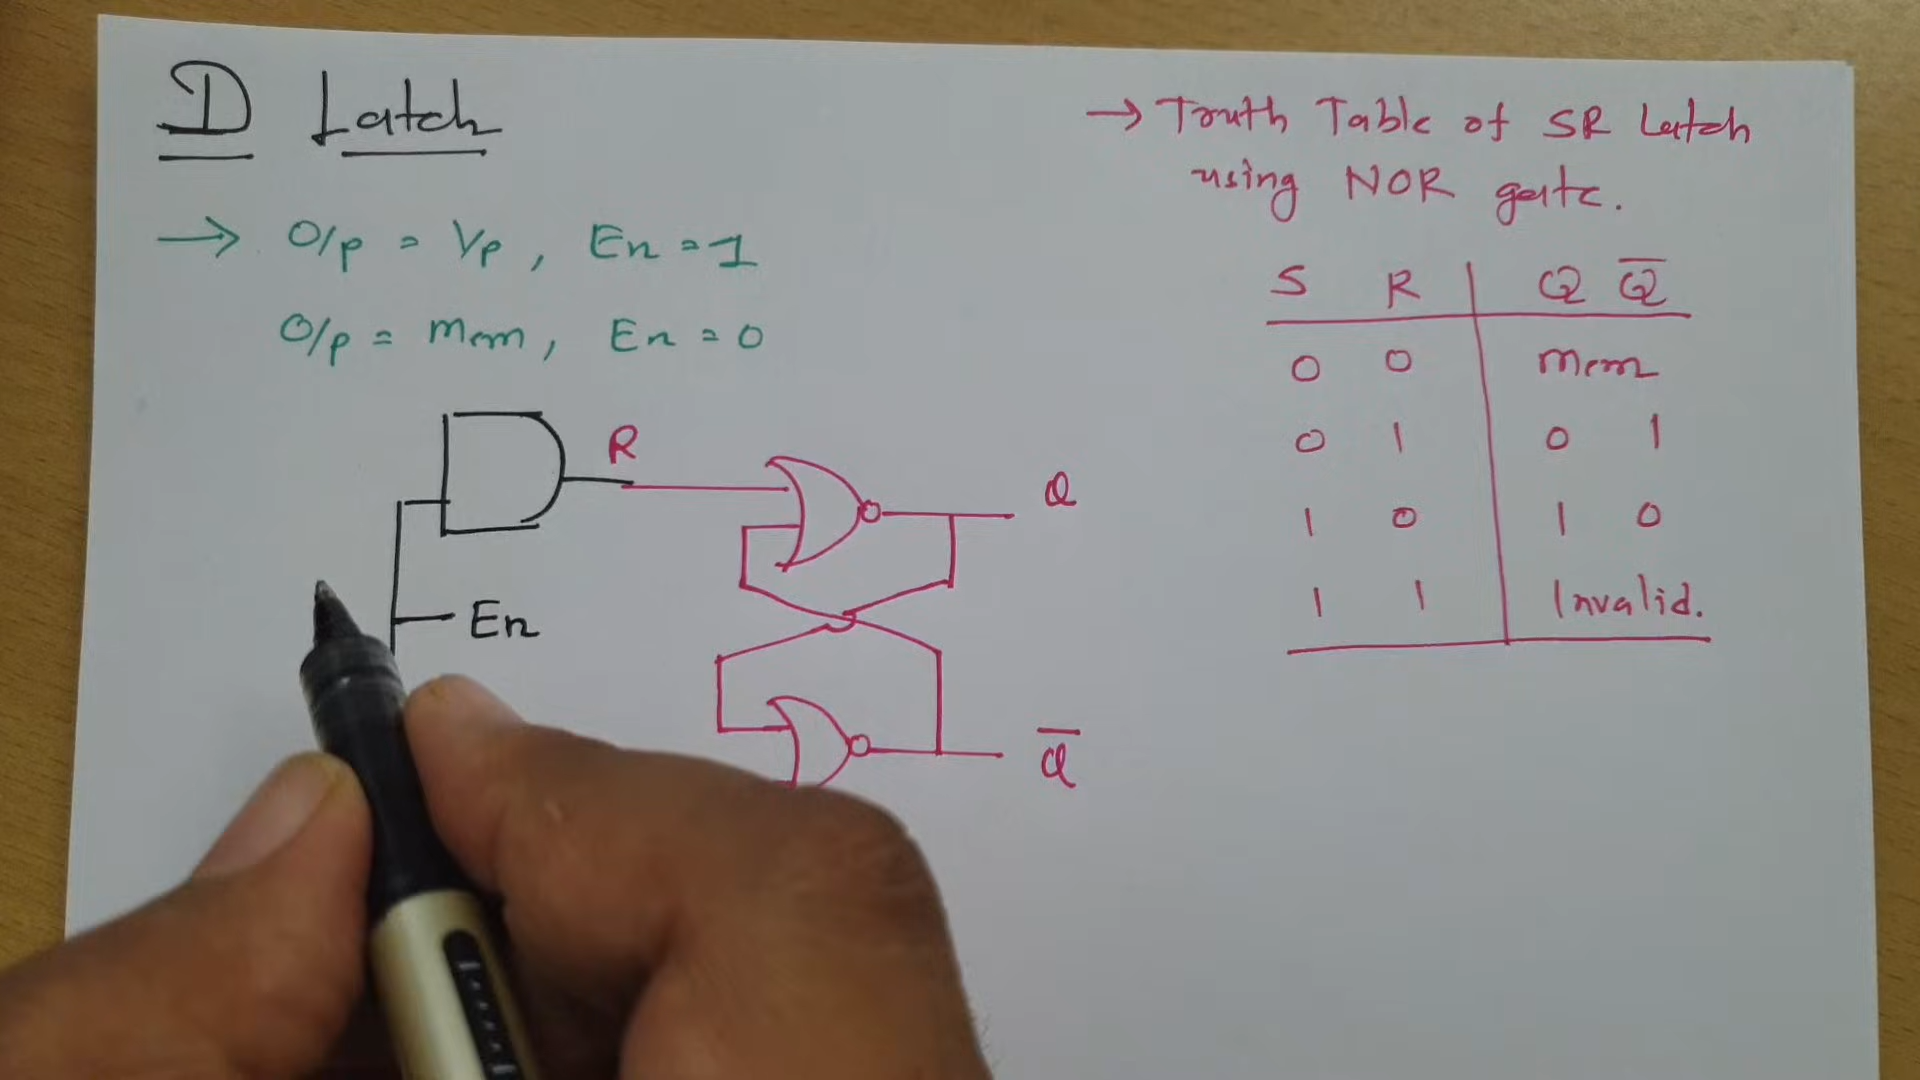 D Latch
→ O/p = I/p, En = 1
O/p = Mem, En = 0
R
Q
En
Q̅
→ Truth Table of SR Latch
using NOR gate.
S R Q Q̅
0 0 Mem
0 1 0 1
1 0 1 0
1 1 Invalid.